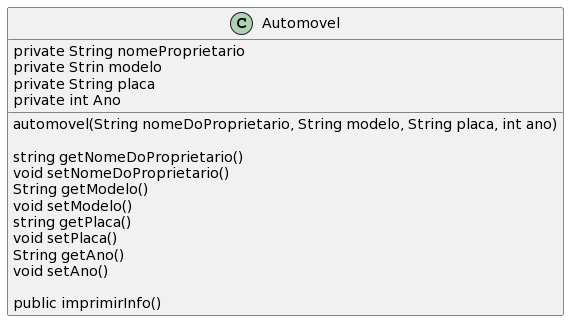 C Automovel
private String nomeProprietario
private Strin modelo
private String placa
private int Ano
automovel(String nomeDoProprietario, String modelo, String placa, int ano)
string getNomeDoProprietario()
void setNomeDoProprietario()
String getModelo()
void setModelo()
string getPlaca()
void setPlaca()
String getAno()
void setAno()
public imprimirInfo()